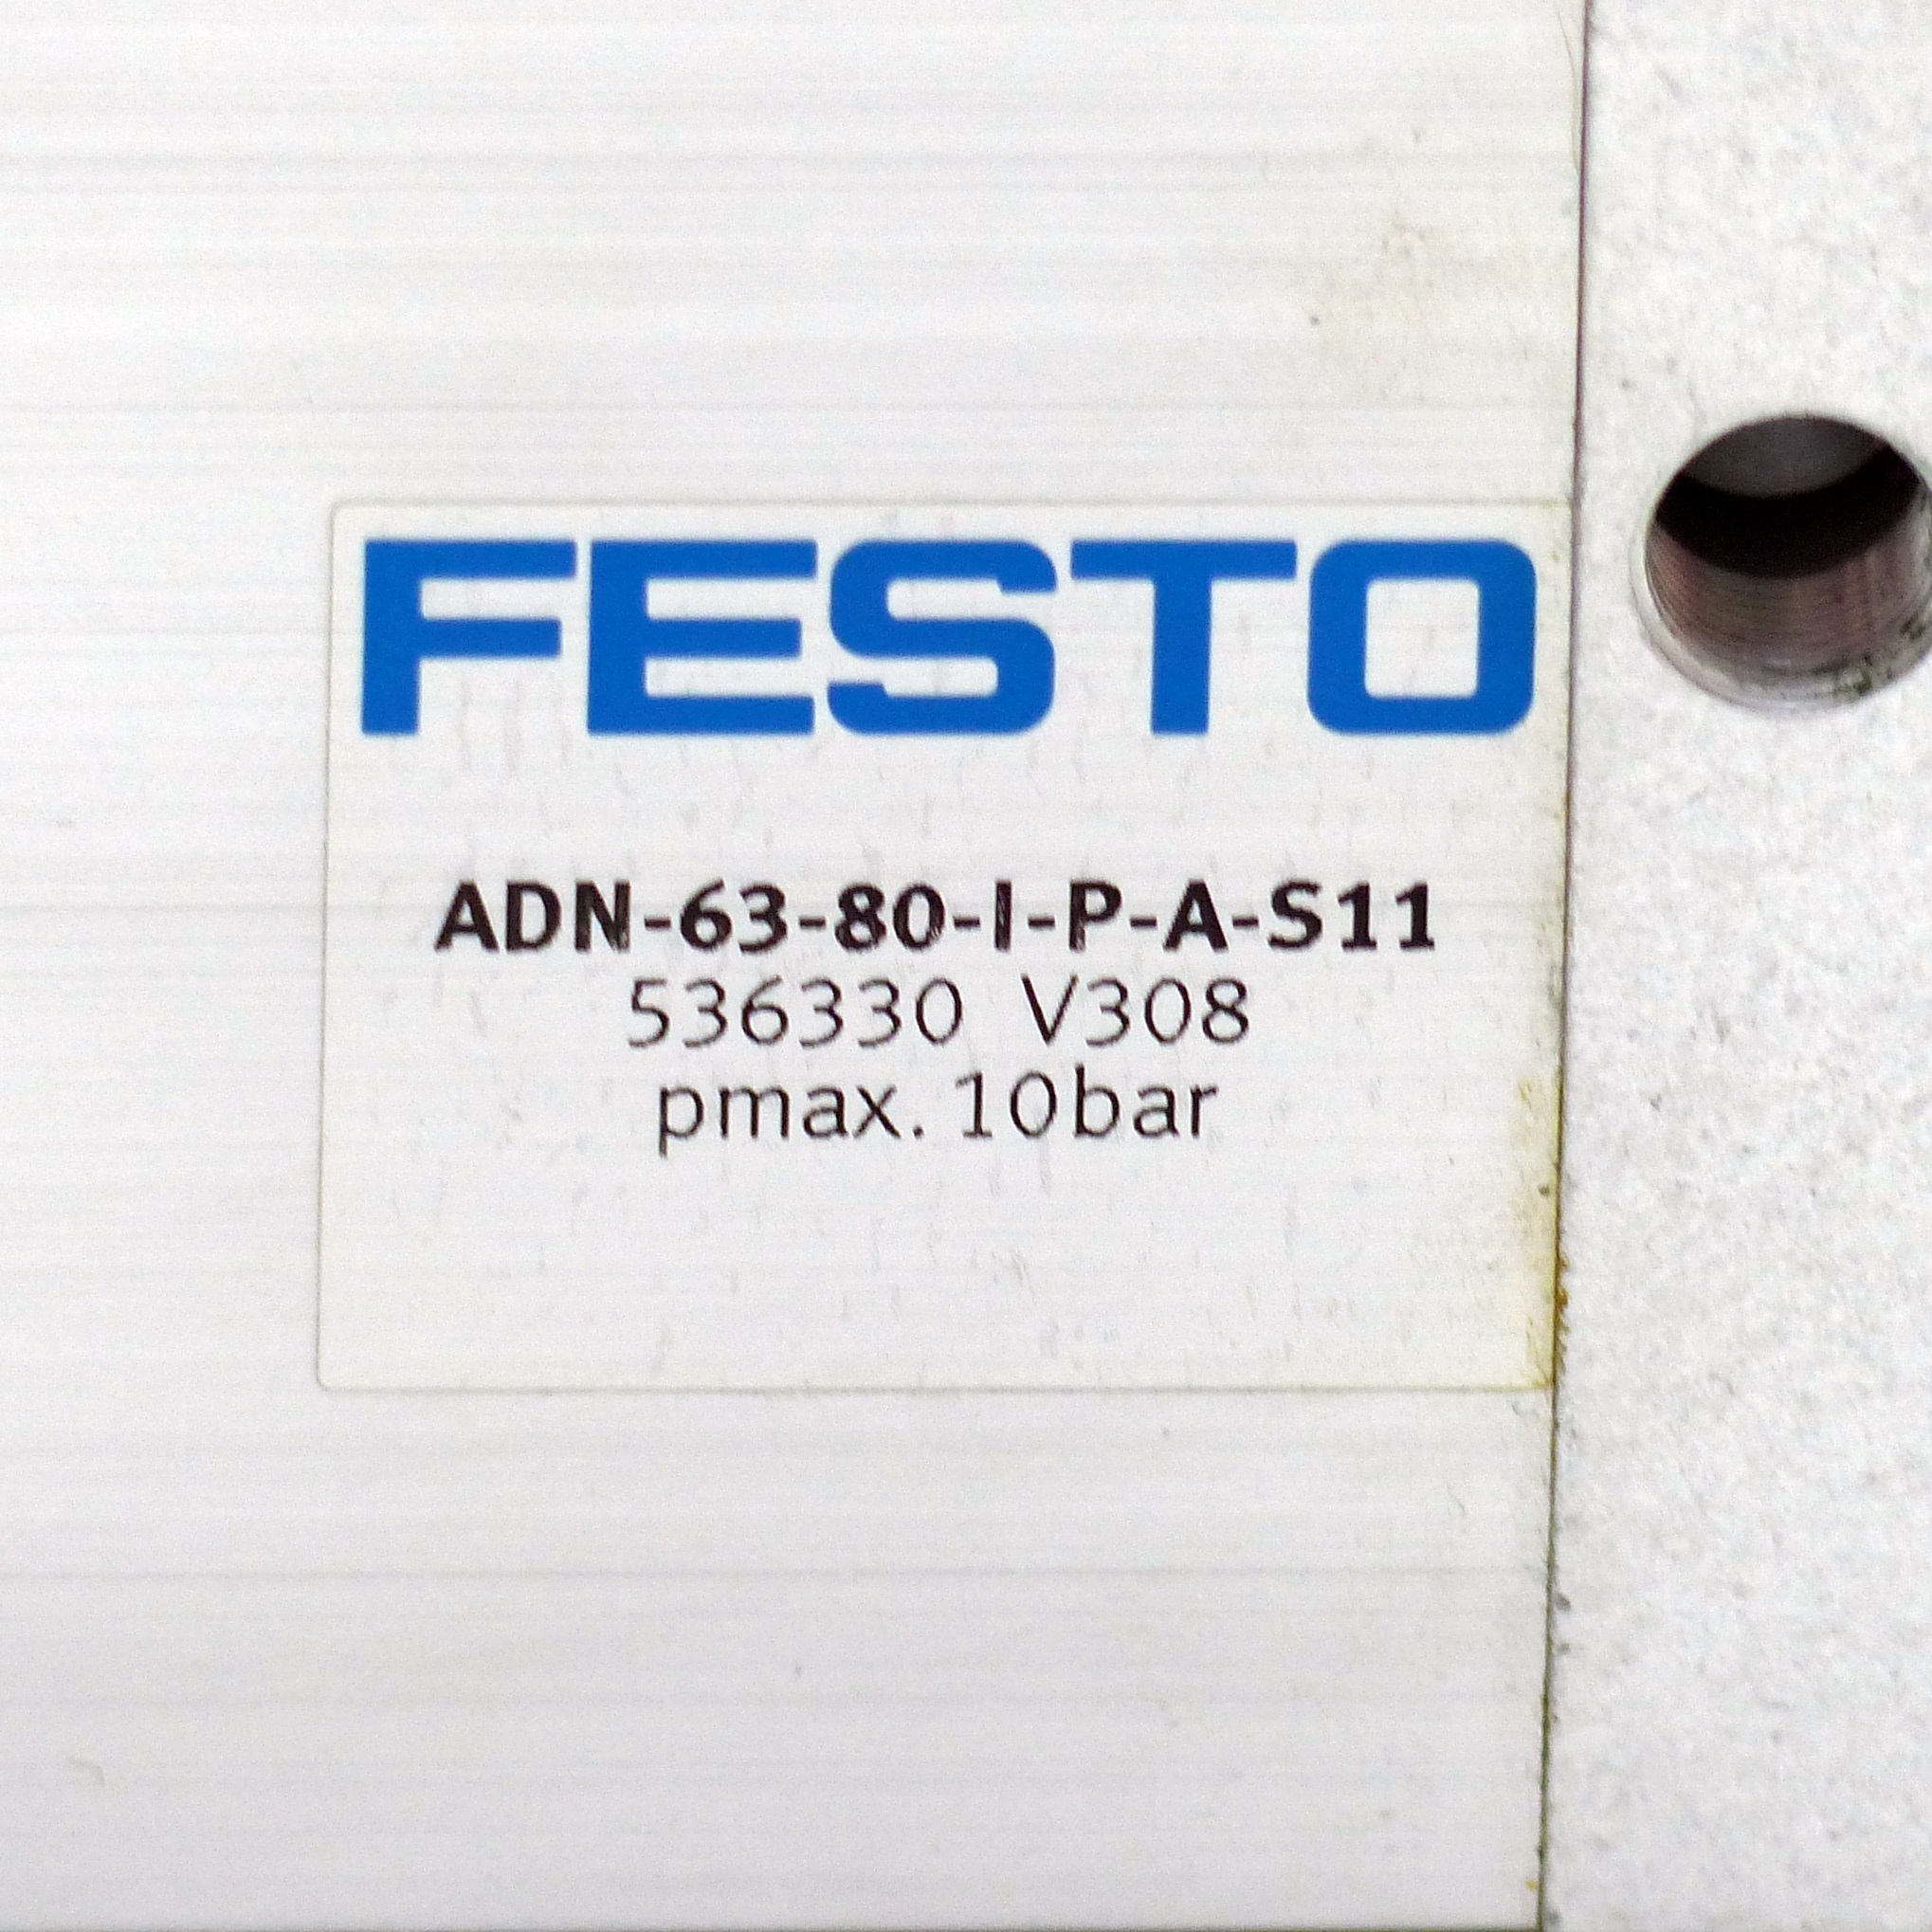 FESTO
ADN-63-80-I-P-A-S11
536330 V308
pmax. 10bar